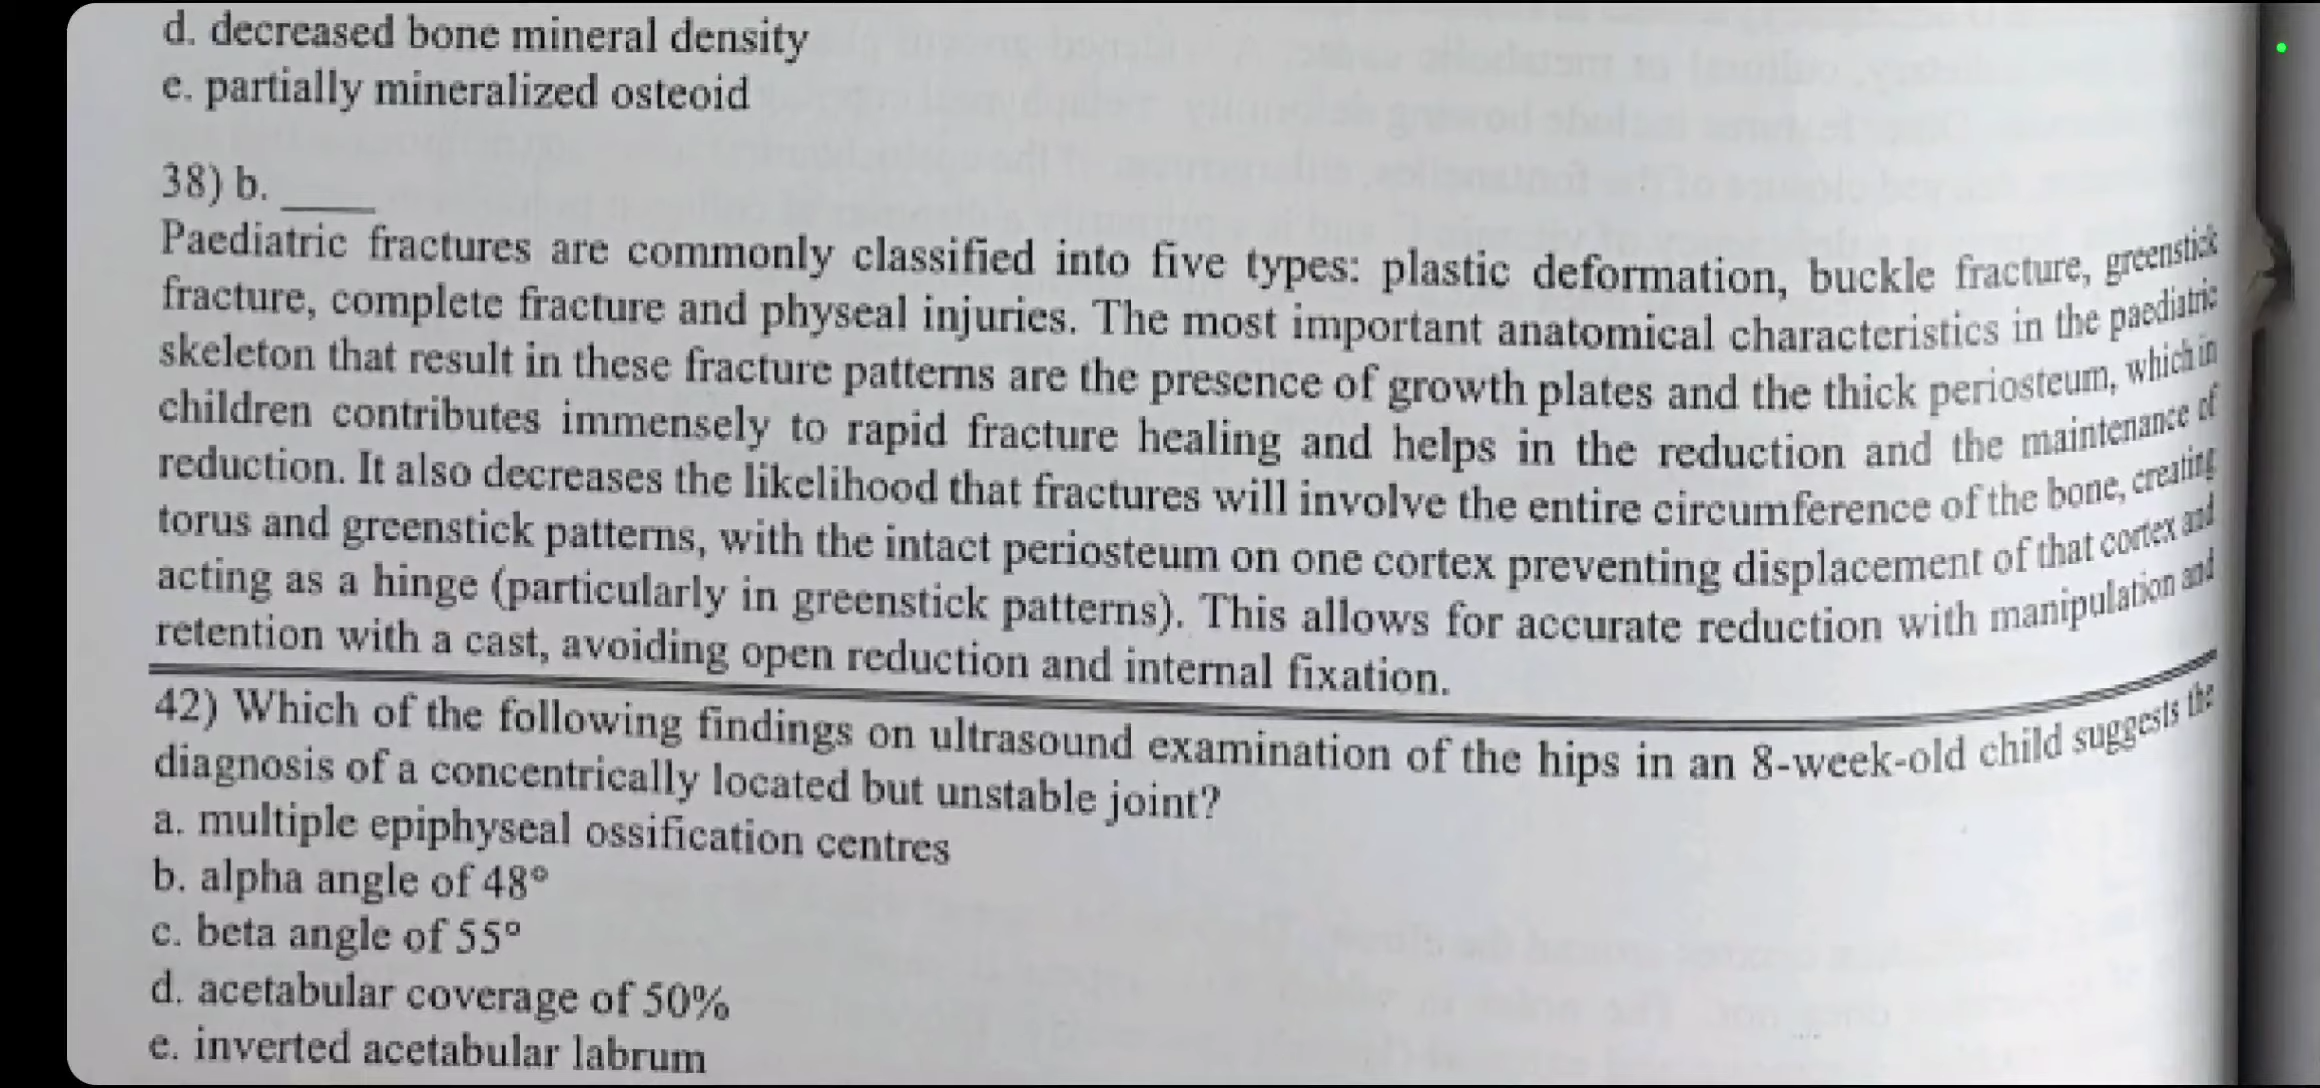 d. decreased bone mineral density
e. partially mineralized osteoid
38) b. ____
Paediatric fractures are commonly classified into five types: plastic deformation, buckle fracture, greenstick
fracture, complete fracture and physeal injuries. The most important anatomical characteristics in the paediatric
skeleton that result in these fracture patterns are the presence of growth plates and the thick periosteum, which in
children contributes immensely to rapid fracture healing and helps in the reduction and the maintenance of
reduction. It also decreases the likelihood that fractures will involve the entire circumference of the bone, creating
torus and greenstick patterns, with the intact periosteum on one cortex preventing displacement of that cortex and
acting as a hinge (particularly in greenstick patterns). This allows for accurate reduction with manipulation and
retention with a cast, avoiding open reduction and internal fixation.
42) Which of the following findings on ultrasound examination of the hips in an 8-week-old child suggests the
diagnosis of a concentrically located but unstable joint?
a. multiple epiphyseal ossification centres
b. alpha angle of 48°
c. beta angle of 55°
d. acetabular coverage of 50%
e. inverted acetabular labrum